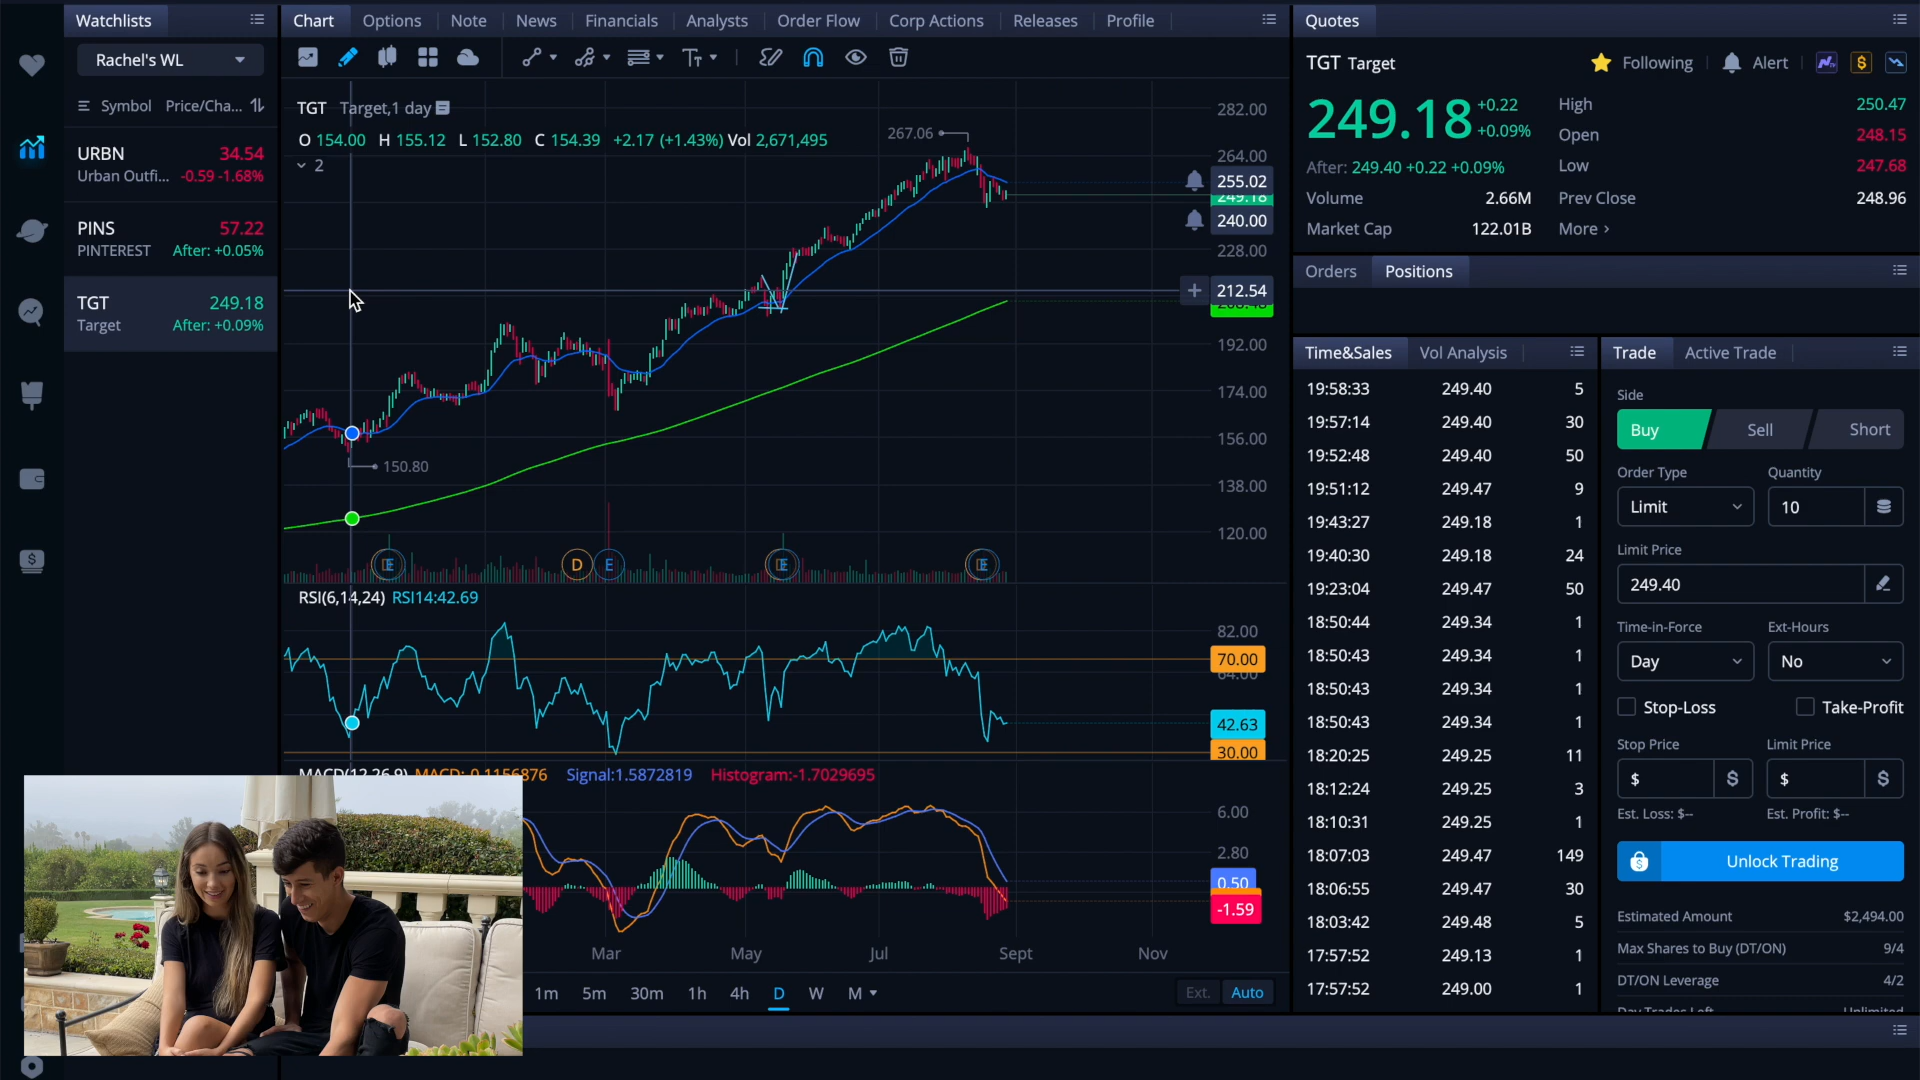 Watchlists
Rachel's WL
Symbol Price/Cha...
URBN 34.54
Urban Outfi... -0.59 -1.68%
PINS 57.22
PINTEREST After: +0.05%
TGT 249.18
Target After: +0.09%
Chart Options Note News Financials Analysts Order Flow Corp Actions Releases Profile
TGT Target,1 day
O 154.00 H 155.12 L 152.80 C 154.39 +2.17 (+1.43%) Vol 2,671,495
2
267.06
150.80
282.00
264.00
255.02
249.18
240.00
228.00
212.54
192.00
174.00
156.00
138.00
120.00
E D E E E
RSI(6,14,24) RSI14:42.69
82.00
70.00
64.00
42.63
30.00
MACD(12,26,9) MACD:-0.1156876 Signal:1.5872819 Histogram:-1.7029695
6.00
2.80
0.50
-1.59
Mar May Jul Sept Nov
1m 5m 30m 1h 4h D W M Ext. Auto
Quotes
TGT Target Following Alert
249.18 +0.22 +0.09%
After: 249.40 +0.22 +0.09%
High 250.47
Open 248.15
Low 247.68
Volume 2.66M Prev Close 248.96
Market Cap 122.01B More
Orders Positions
Time&Sales Vol Analysis
19:58:33 249.40 5
19:57:14 249.40 30
19:52:48 249.40 50
19:51:12 249.47 9
19:43:27 249.18 1
19:40:30 249.18 24
19:23:04 249.47 50
18:50:44 249.34 1
18:50:43 249.34 1
18:50:43 249.34 1
18:50:43 249.34 1
18:20:25 249.25 11
18:12:24 249.25 3
18:10:31 249.25 1
18:07:03 249.47 149
18:06:55 249.47 30
18:03:42 249.48 5
17:57:52 249.13 1
17:57:52 249.00 1
Trade Active Trade
Side
Buy Sell Short
Order Type Quantity
Limit 10
Limit Price
249.40
Time-in-Force Ext-Hours
Day No
Stop-Loss Take-Profit
Stop Price Limit Price
$ $ $ $
Est. Loss: $-- Est. Profit: $--
Unlock Trading
Estimated Amount $2,494.00
Max Shares to Buy (DT/ON) 9/4
DT/ON Leverage 4/2
Day Trades Left Unlimited